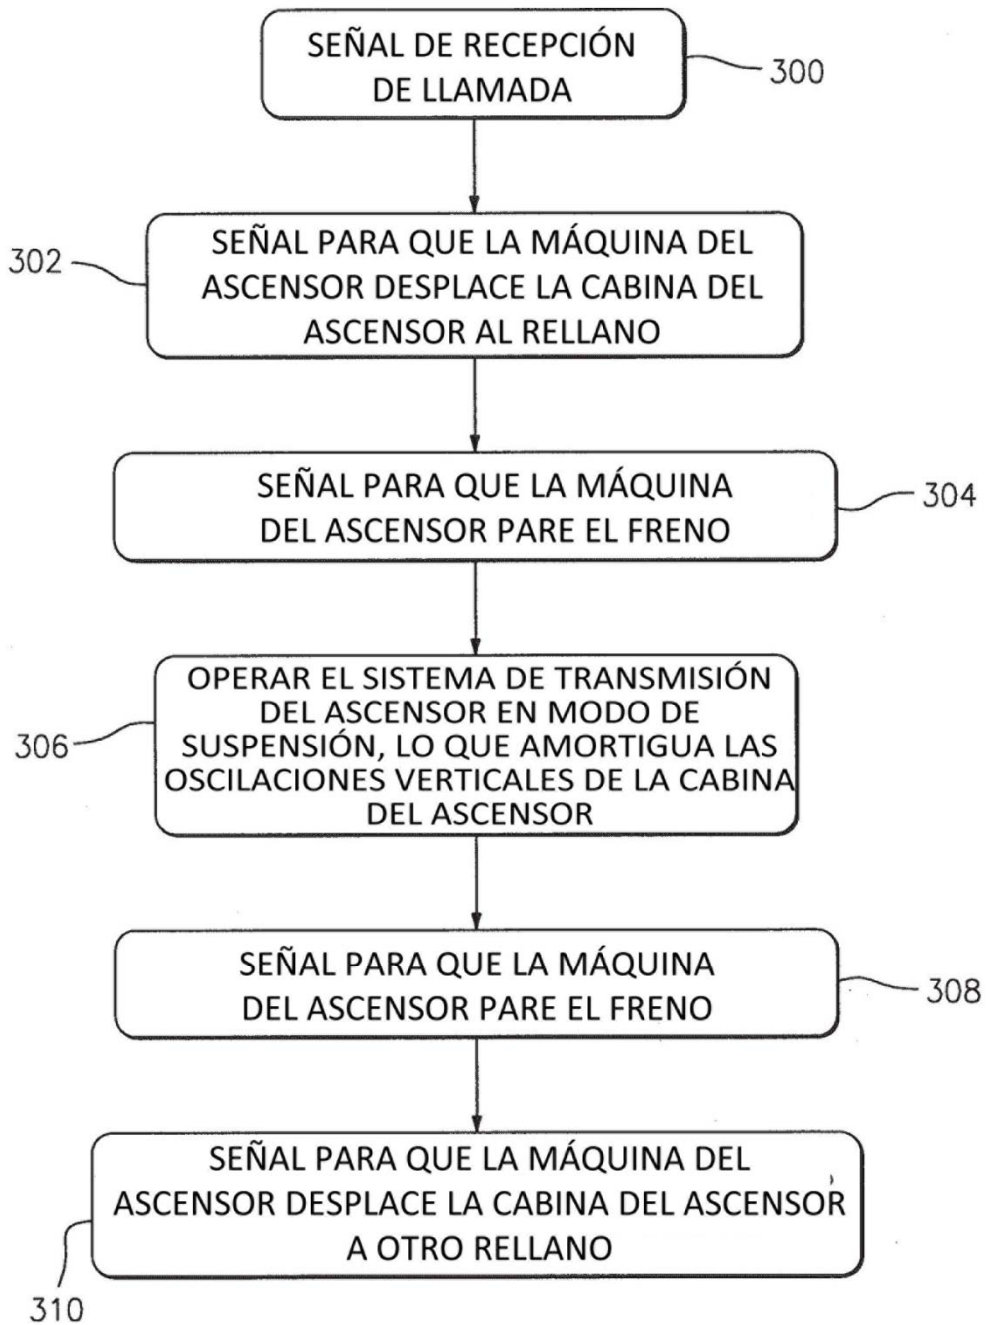 SEÑAL DE RECEPCIÓN
DE LLAMADA
300
SEÑAL PARA QUE LA MÁQUINA DEL
ASCENSOR DESPLACE LA CABINA DEL
ASCENSOR AL RELLANO
302
SEÑAL PARA QUE LA MÁQUINA
DEL ASCENSOR PARE EL FRENO
304
OPERAR EL SISTEMA DE TRANSMISIÓN
DEL ASCENSOR EN MODO DE
SUSPENSIÓN, LO QUE AMORTIGUA LAS
OSCILACIONES VERTICALES DE LA CABINA
DEL ASCENSOR
306
SEÑAL PARA QUE LA MÁQUINA
DEL ASCENSOR PARE EL FRENO
308
SEÑAL PARA QUE LA MÁQUINA DEL
ASCENSOR DESPLACE LA CABINA DEL ASCENSOR
A OTRO RELLANO
310